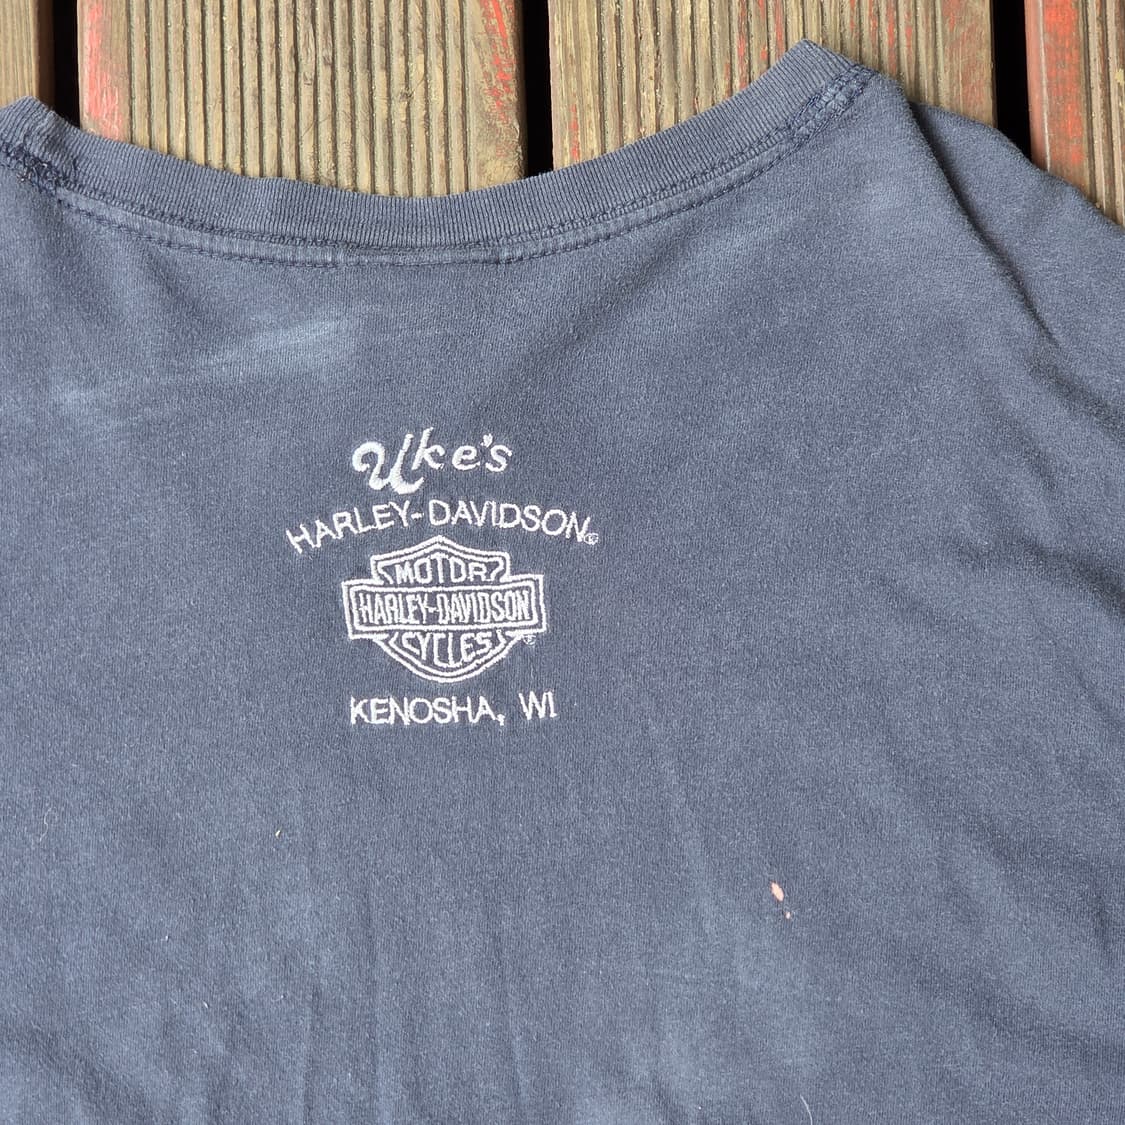 Uke's
HARLEY-DAVIDSON®
MOTOR
HARLEY-DAVIDSON
CYCLES®
KENOSHA, WI